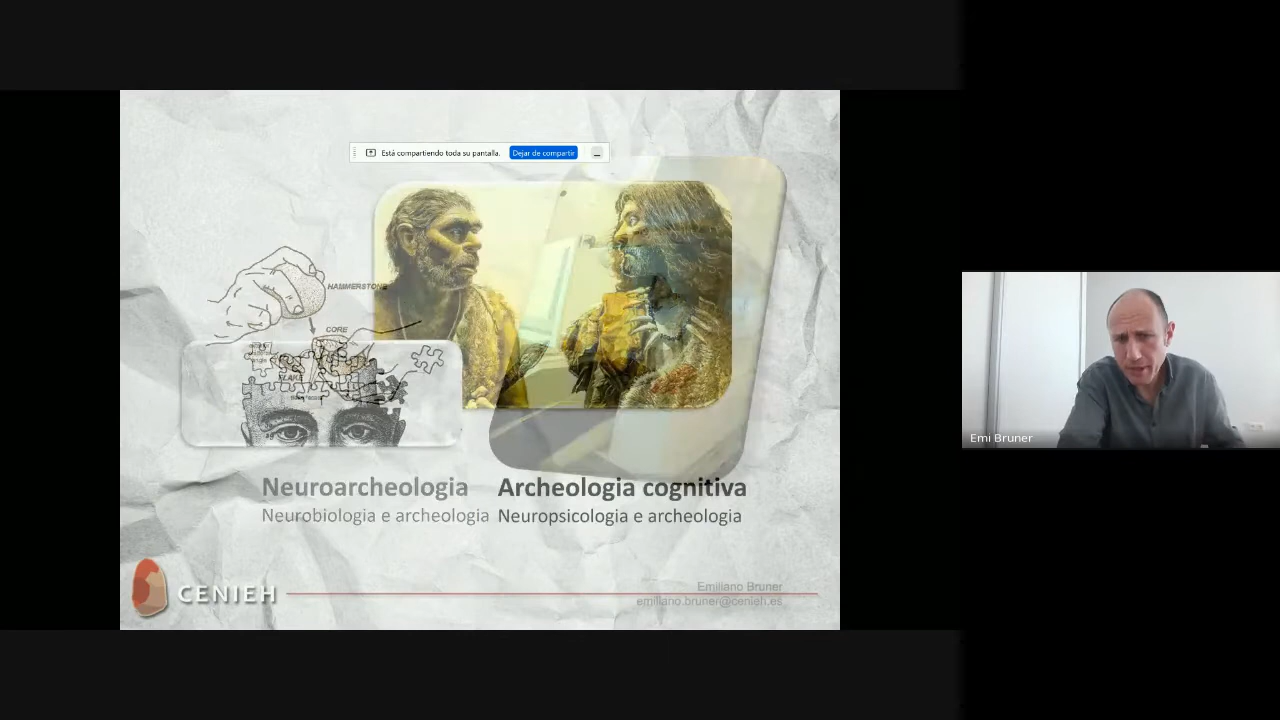 Está compartiendo toda su pantalla.
Dejar de compartir
HAMMERSTONE
CORE
FLAKE
Neuroarcheologia
Archeologia cognitiva
Neurobiologia e archeologia
Neuropsicologia e archeologia
CENIEH
Emiliano Bruner
emiliano.bruner@cenieh.es
Emi Bruner